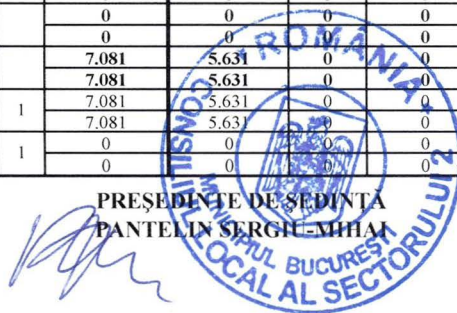 0 0 0 0
0 0 0 0
7.081 5.631 0 0
7.081 5.631 0 0
1 7.081 5.631 0 0
7.081 5.631 0 0
1 0 0 0 0
0 0 0 0
PREŞEDINTE DE ŞEDINŢĂ
PANTELIN SERGIU-MIHAI
* ROMÂNIA *
CONSILIUL LOCAL AL SECTORULUI 2
MUNICIPIUL BUCUREŞTI